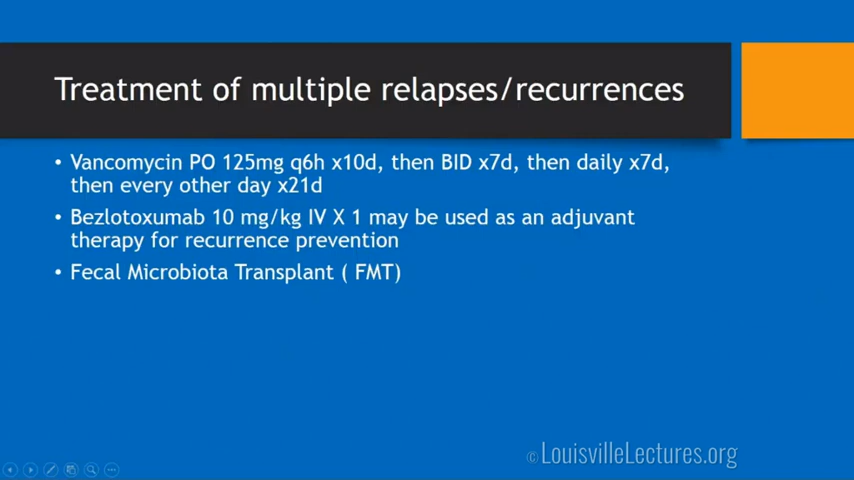 Treatment of multiple relapses/recurrences
• Vancomycin PO 125mg q6h x10d, then BID x7d, then daily x7d,
then every other day x21d
• Bezlotoxumab 10 mg/kg IV X 1 may be used as an adjuvant
therapy for recurrence prevention
• Fecal Microbiota Transplant ( FMT)
© LouisvilleLectures.org